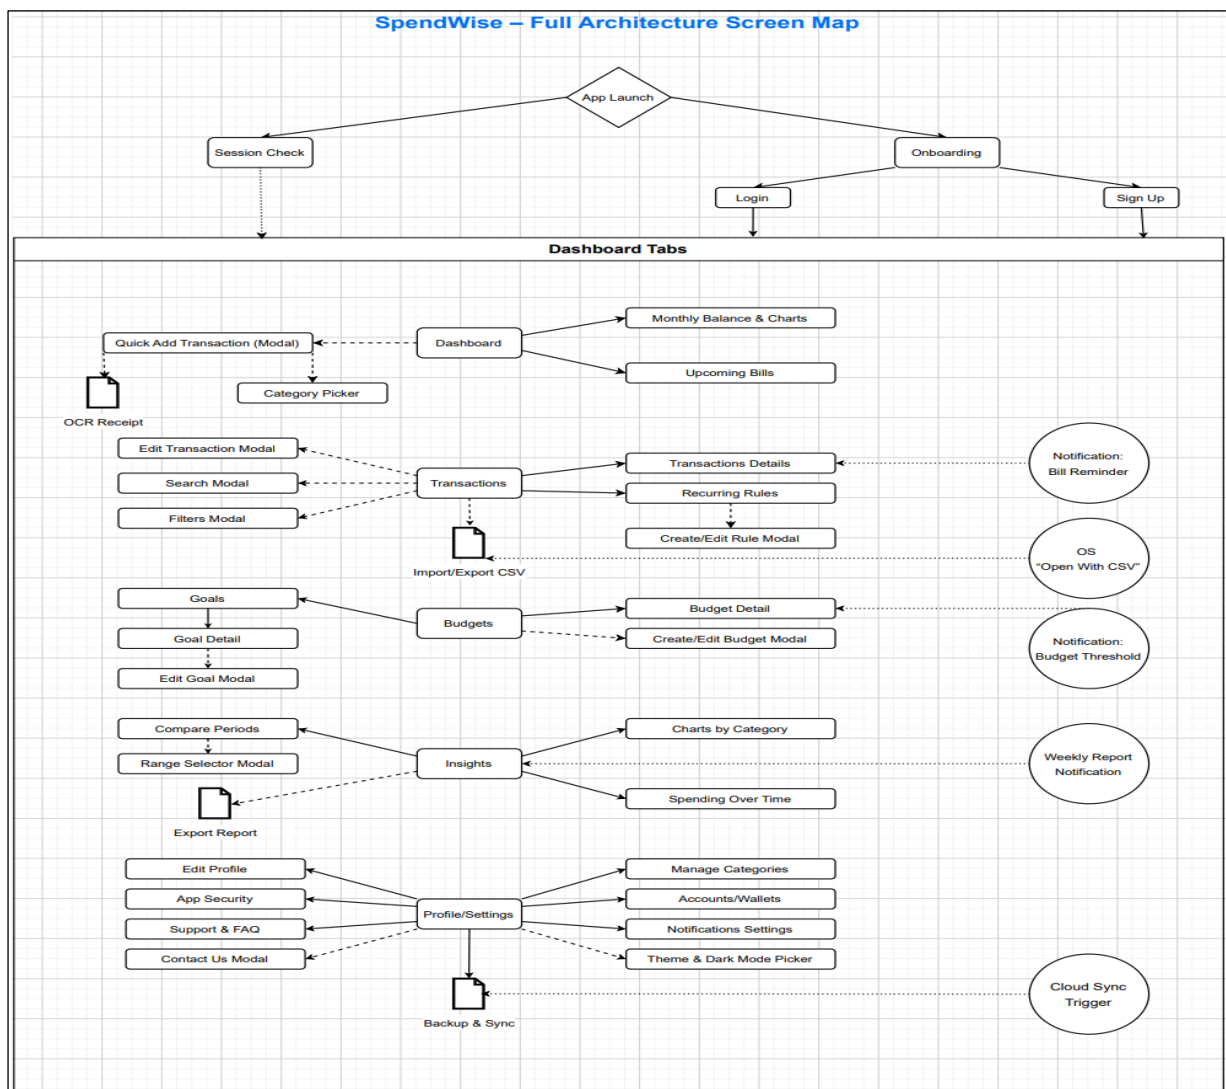 SpendWise – Full Architecture Screen Map
App Launch
Session Check
Onboarding
Login
Sign Up
Dashboard Tabs
Monthly Balance & Charts
Quick Add Transaction (Modal)
Dashboard
Upcoming Bills
Category Picker
OCR Receipt
Edit Transaction Modal
Transactions Details
Notification:
Bill Reminder
Search Modal
Transactions
Recurring Rules
Filters Modal
Create/Edit Rule Modal
Import/Export CSV
OS
"Open With CSV"
Goals
Budgets
Budget Detail
Goal Detail
Create/Edit Budget Modal
Notification:
Budget Threshold
Edit Goal Modal
Compare Periods
Charts by Category
Range Selector Modal
Insights
Weekly Report
Notification
Spending Over Time
Export Report
Edit Profile
Manage Categories
App Security
Profile/Settings
Accounts/Wallets
Support & FAQ
Notifications Settings
Contact Us Modal
Theme & Dark Mode Picker
Cloud Sync
Trigger
Backup & Sync